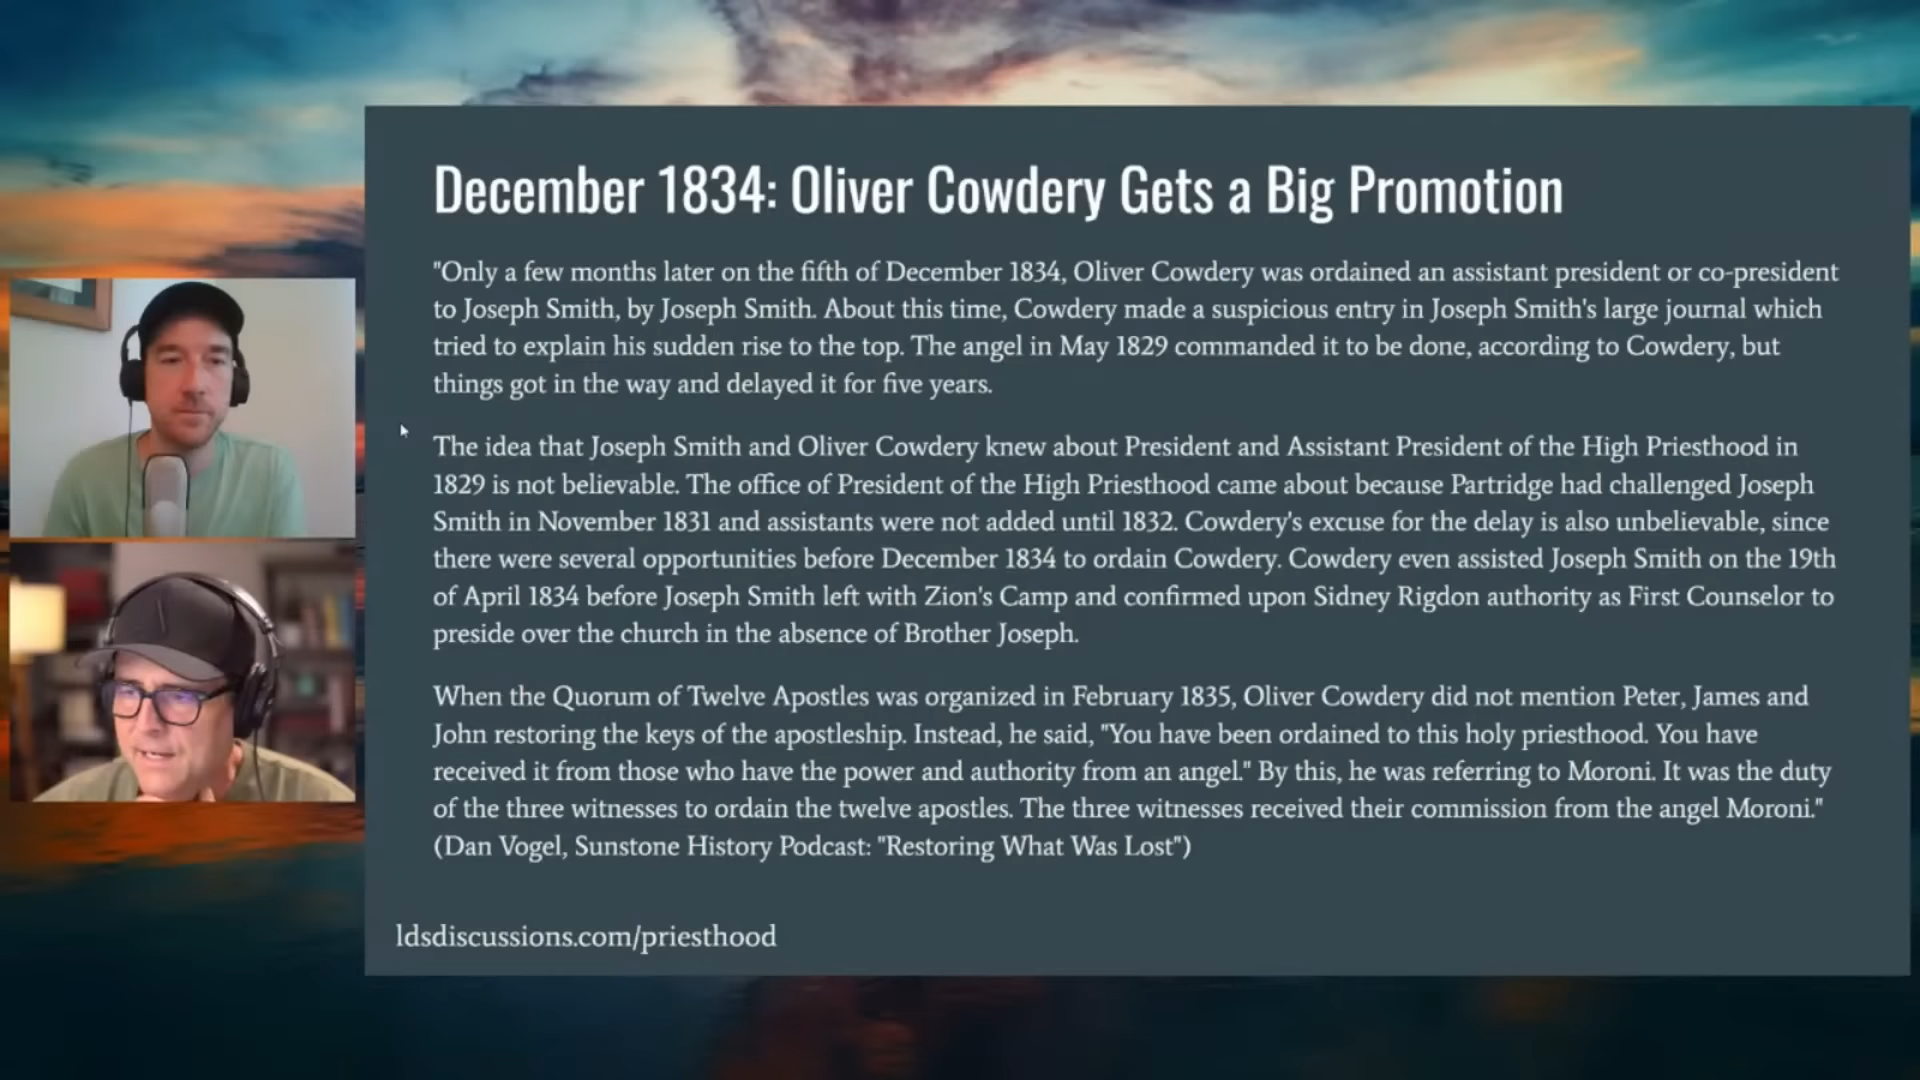 December 1834: Oliver Cowdery Gets a Big Promotion
"Only a few months later on the fifth of December 1834, Oliver Cowdery was ordained an assistant president or co-president
to Joseph Smith, by Joseph Smith. About this time, Cowdery made a suspicious entry in Joseph Smith's large journal which
tried to explain his sudden rise to the top. The angel in May 1829 commanded it to be done, according to Cowdery, but
things got in the way and delayed it for five years.
The idea that Joseph Smith and Oliver Cowdery knew about President and Assistant President of the High Priesthood in
1829 is not believable. The office of President of the High Priesthood came about because Partridge had challenged Joseph
Smith in November 1831 and assistants were not added until 1832. Cowdery's excuse for the delay is also unbelievable, since
there were several opportunities before December 1834 to ordain Cowdery. Cowdery even assisted Joseph Smith on the 19th
of April 1834 before Joseph Smith left with Zion's Camp and confirmed upon Sidney Rigdon authority as First Counselor to
preside over the church in the absence of Brother Joseph.
When the Quorum of Twelve Apostles was organized in February 1835, Oliver Cowdery did not mention Peter, James and
John restoring the keys of the apostleship. Instead, he said, "You have been ordained to this holy priesthood. You have
received it from those who have the power and authority from an angel." By this, he was referring to Moroni. It was the duty
of the three witnesses to ordain the twelve apostles. The three witnesses received their commission from the angel Moroni."
(Dan Vogel, Sunstone History Podcast: "Restoring What Was Lost")
ldsdiscussions.com/priesthood